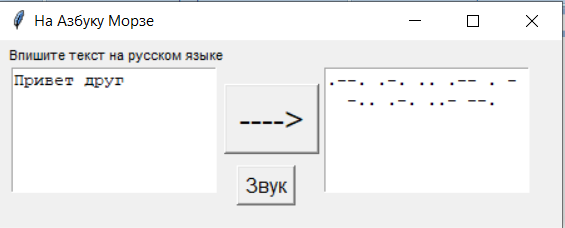 На Азбуку Морзе
Впишите текст на русском языке
Привет друг
---->
Звук
.--. .-. .. .-- . -
-.. .-. ..- --.